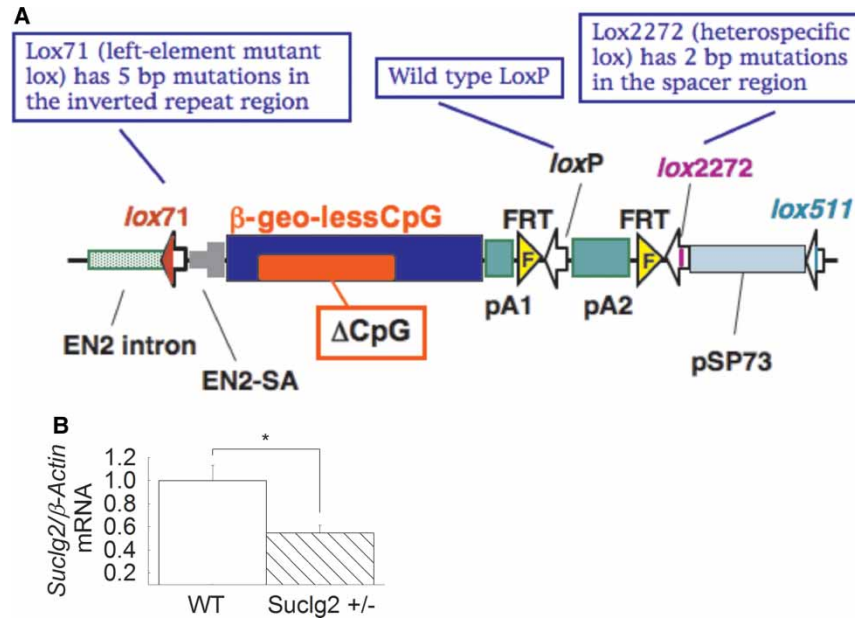 A
Lox71 (left-element mutant
lox) has 5 bp mutations in
the inverted repeat region
Wild type LoxP
Lox2272 (heterospecific
lox) has 2 bp mutations
in the spacer region
loxP
lox71
β-geo-lessCpG
FRT
FRT
lox2272
lox511
F
F
pA1
pA2
ΔCpG
EN2 intron
EN2-SA
pSP73
B
Suclg2/β-Actin
mRNA
*
1.2
1.0
0.8
0.6
0.4
0.2
WT
Suclg2 +/-